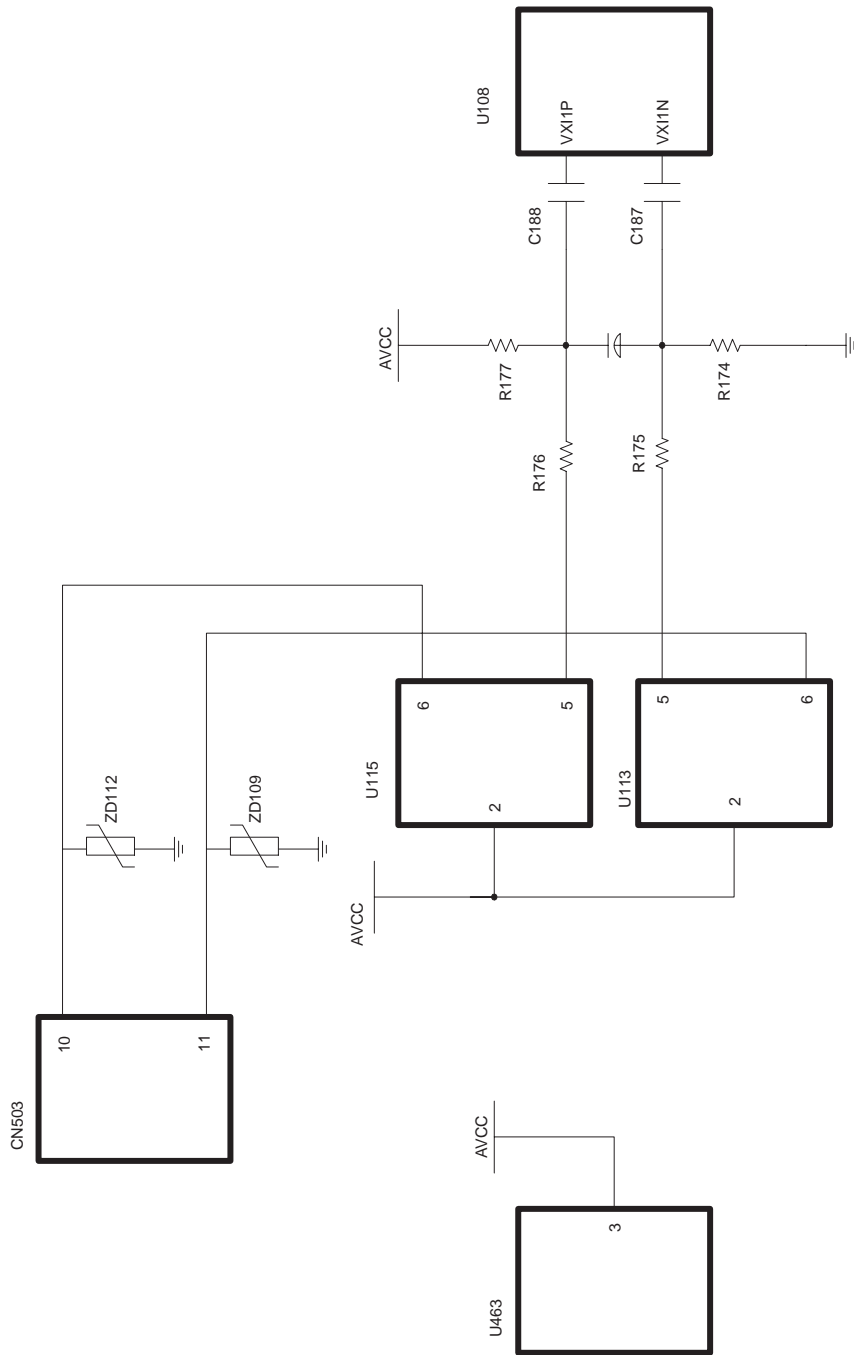 CN503
10
11
ZD112
ZD109
AVCC
U115
2
6
5
U113
2
5
6
AVCC
R177
R176
R175
R174
C188
C187
U108
VXI1P
VXI1N
U463
3
AVCC